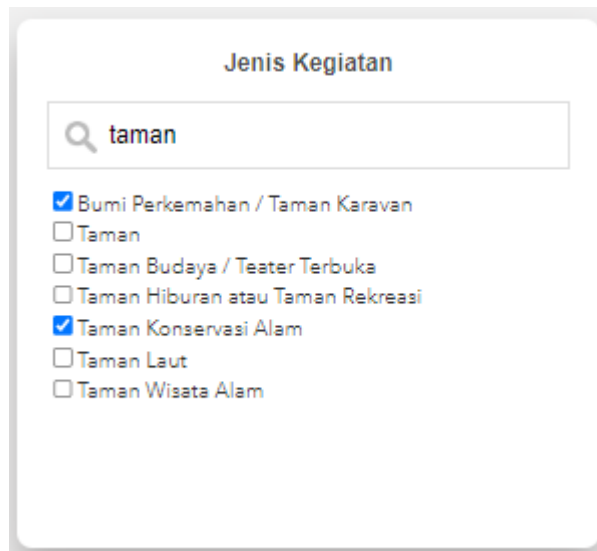 Jenis Kegiatan
taman
Bumi Perkemahan / Taman Karavan
Taman
Taman Budaya / Teater Terbuka
Taman Hiburan atau Taman Rekreasi
Taman Konservasi Alam
Taman Laut
Taman Wisata Alam